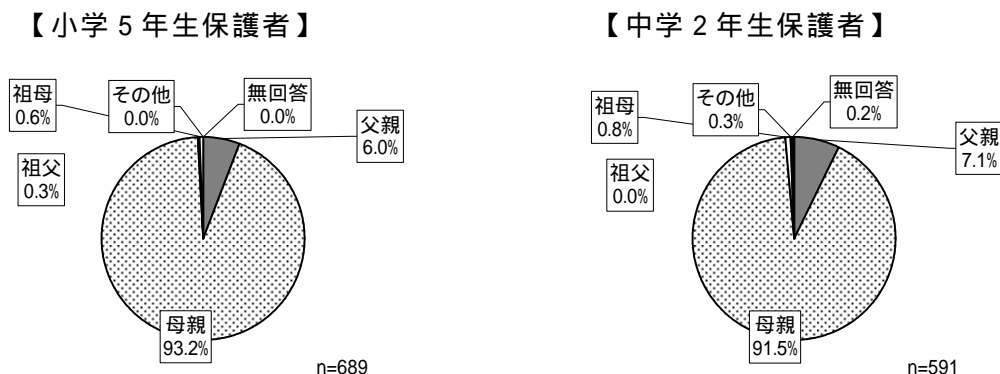 【小学5年生保護者】
祖母
0.6%
その他
0.0%
無回答
0.0%
父親
6.0%
祖父
0.3%
母親
93.2%
n=689
【中学2年生保護者】
祖母
0.8%
その他
0.3%
無回答
0.2%
父親
7.1%
祖父
0.0%
母親
91.5%
n=591